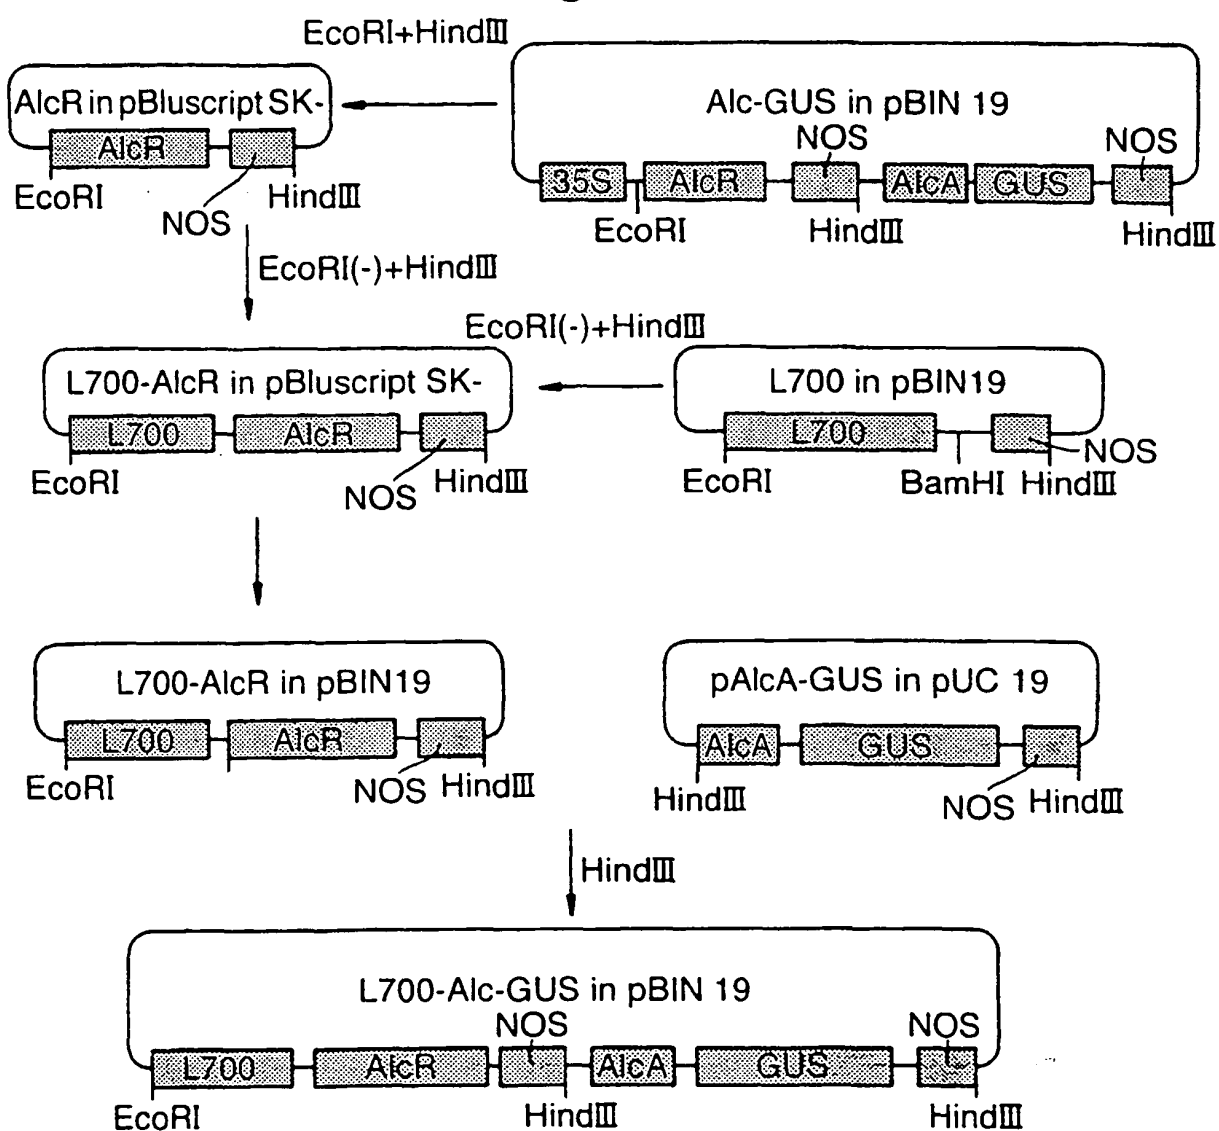 EcoRI+HindIII
AlcR in pBluscript SK-
AlcR
EcoRI
HindIII
NOS
Alc-GUS in pBIN 19
NOS
NOS
35S
AlcR
AlcA
GUS
EcoRI
HindIII
HindIII
EcoRI(-)+HindIII
EcoRI(-)+HindIII
L700-AlcR in pBluscript SK-
L700
AlcR
EcoRI
NOS
HindIII
L700 in pBIN19
L700
NOS
EcoRI
BamHI
HindIII
L700-AlcR in pBIN19
L700
AlcR
EcoRI
NOS
HindIII
pAlcA-GUS in pUC 19
AlcA
GUS
HindIII
NOS
HindIII
HindIII
L700-Alc-GUS in pBIN 19
NOS
NOS
L700
AlcR
AlcA
GUS
EcoRI
HindIII
HindIII